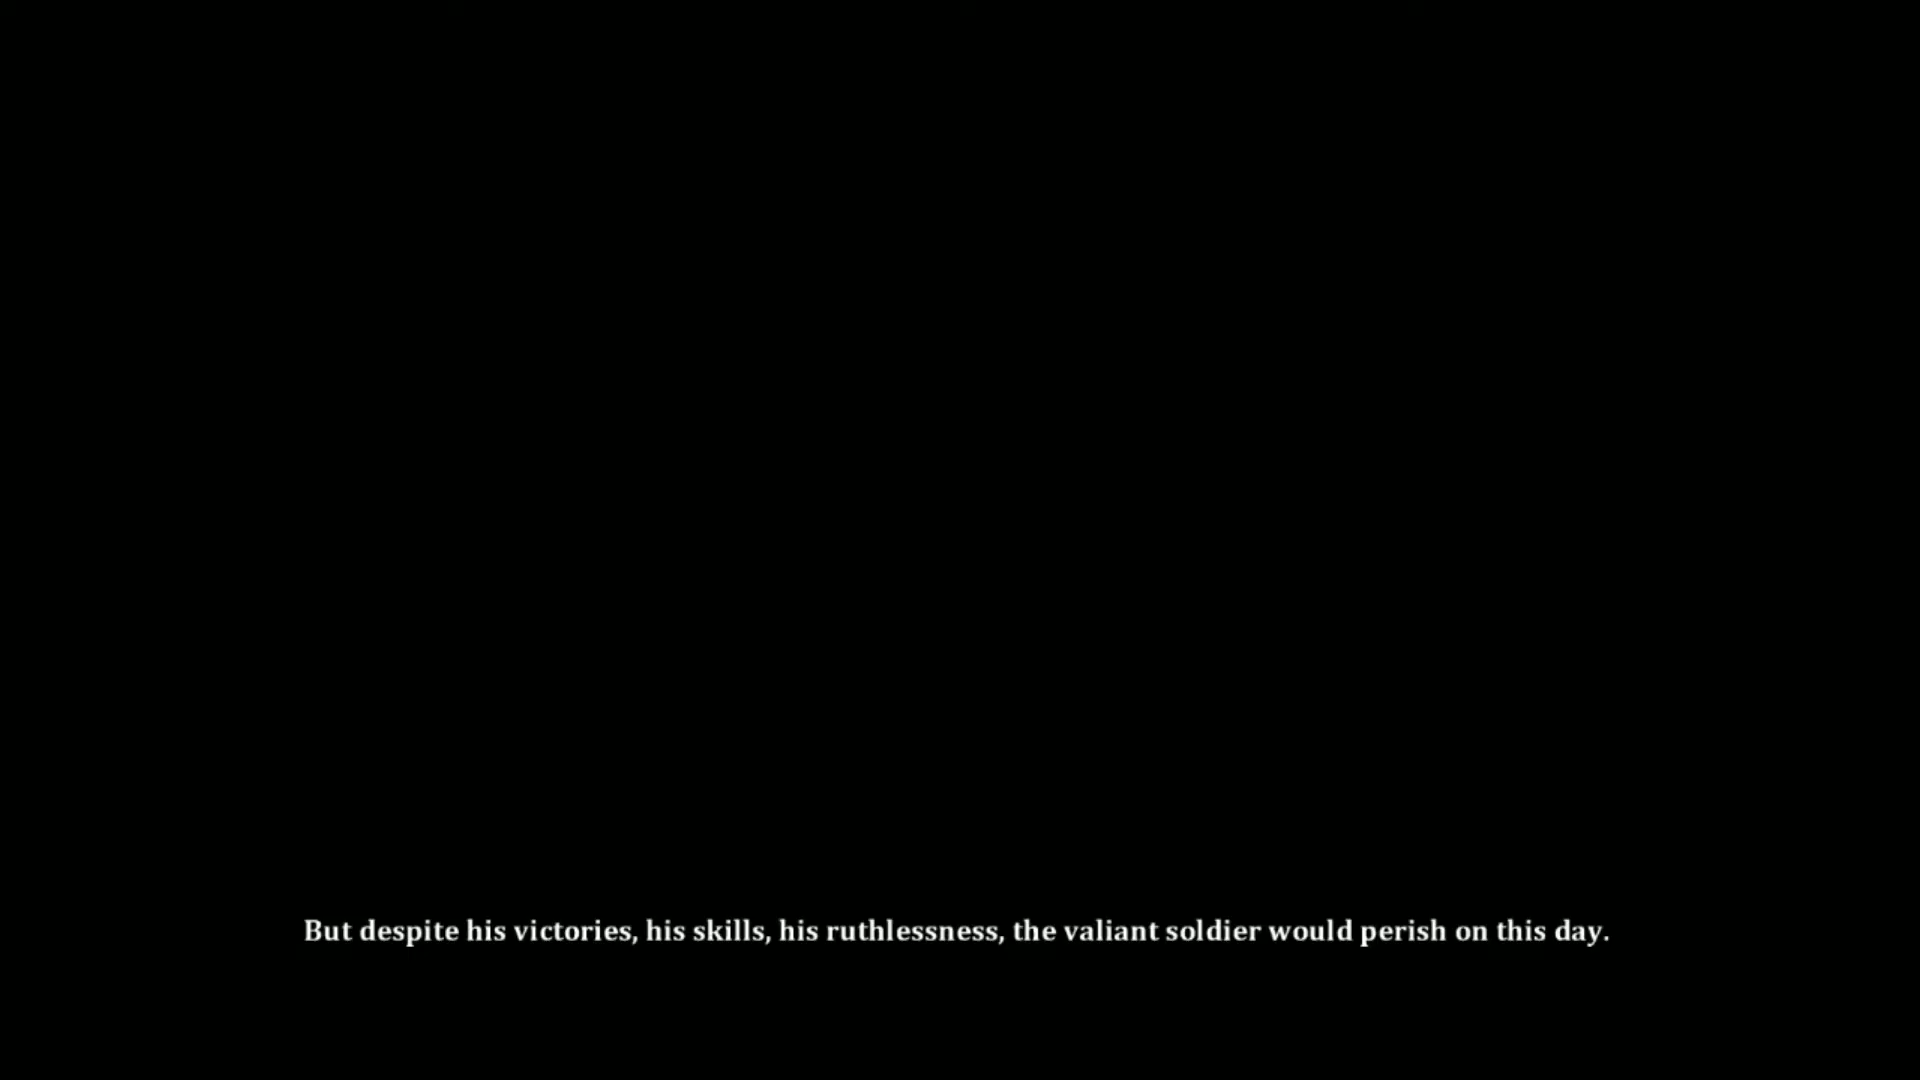 But despite his victories, his skills, his ruthlessness, the valiant soldier would perish on this day.